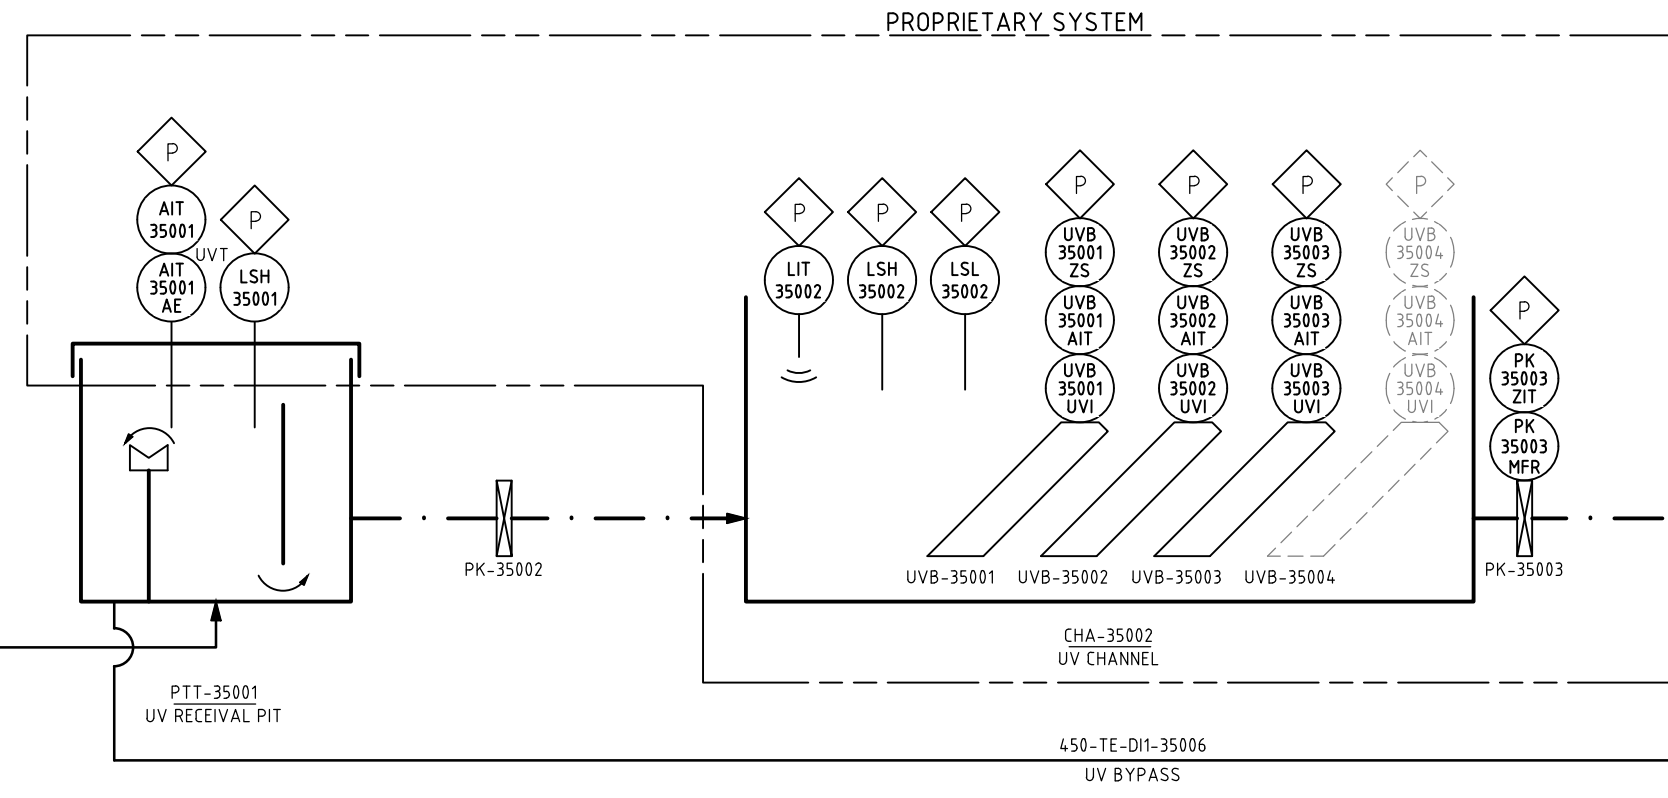 PROPRIETARY SYSTEM
P
AIT
35001
UVT
AIT
35001
AE
P
LSH
35001
P
LIT
35002
P
LSH
35002
P
LSL
35002
P
UVB
35001
ZS
UVB
35001
AIT
UVB
35001
UVI
P
UVB
35002
ZS
UVB
35002
AIT
UVB
35002
UVI
P
UVB
35003
ZS
UVB
35003
AIT
UVB
35003
UVI
P
UVB
35004
ZS
UVB
35004
AIT
UVB
35004
UVI
P
PK
35003
ZIT
PK
35003
MFR
PK-35002
UVB-35001
UVB-35002
UVB-35003
UVB-35004
PK-35003
CHA-35002
UV CHANNEL
PTT-35001
UV RECEIVAL PIT
450-TE-DI1-35006
UV BYPASS